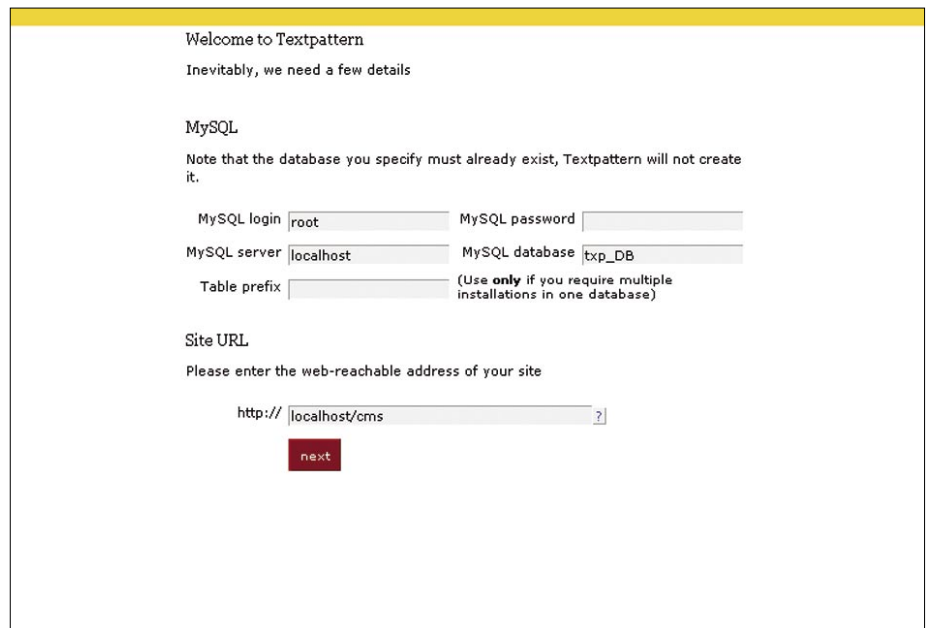 Welcome to Textpattern
Inevitably, we need a few details
MySQL
Note that the database you specify must already exist, Textpattern will not create
it.
MySQL login root MySQL password
MySQL server localhost MySQL database txp_DB
Table prefix (Use only if you require multiple
installations in one database)
Site URL
Please enter the web-reachable address of your site
http:// localhost/cms ?
next